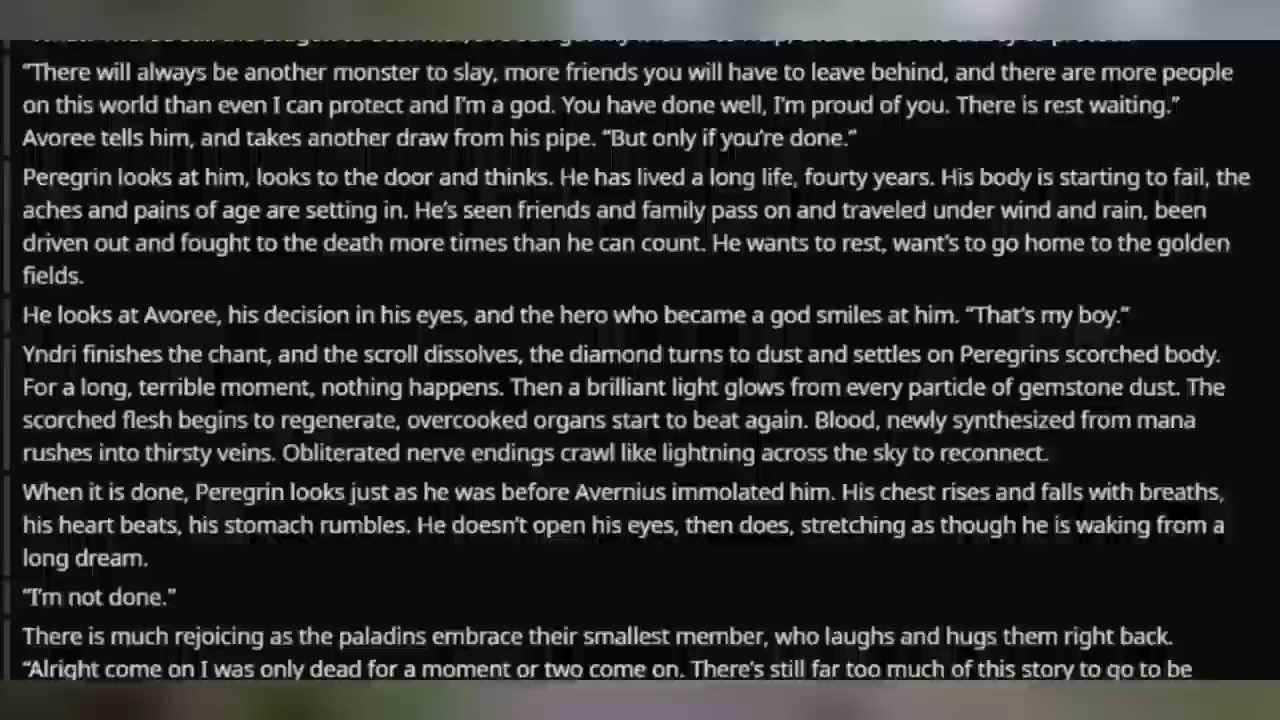 “There will always be another monster to slay, more friends you will have to leave behind, and there are more people
on this world than even I can protect and I’m a god. You have done well, I’m proud of you. There is rest waiting.”
Avoree tells him, and takes another draw from his pipe. “But only if you’re done.”
Peregrin looks at him, looks to the door and thinks. He has lived a long life, fourty years. His body is starting to fail, the
aches and pains of age are setting in. He’s seen friends and family pass on and traveled under wind and rain, been
driven out and fought to the death more times than he can count. He wants to rest, want’s to go home to the golden
fields.
He looks at Avoree, his decision in his eyes, and the hero who became a god smiles at him. “That’s my boy.”
Yndri finishes the chant, and the scroll dissolves, the diamond turns to dust and settles on Peregrins scorched body.
For a long, terrible moment, nothing happens. Then a brilliant light glows from every particle of gemstone dust. The
scorched flesh begins to regenerate, overcooked organs start to beat again. Blood, newly synthesized from mana
rushes into thirsty veins. Obliterated nerve endings crawl like lightning across the sky to reconnect.
When it is done, Peregrin looks just as he was before Avernius immolated him. His chest rises and falls with breaths,
his heart beats, his stomach rumbles. He doesn’t open his eyes, then does, stretching as though he is waking from a
long dream.
“I’m not done.”
There is much rejoicing as the paladins embrace their smallest member, who laughs and hugs them right back.
“Alright come on I was only dead for a moment or two come on. There’s still far too much of this story to go to be